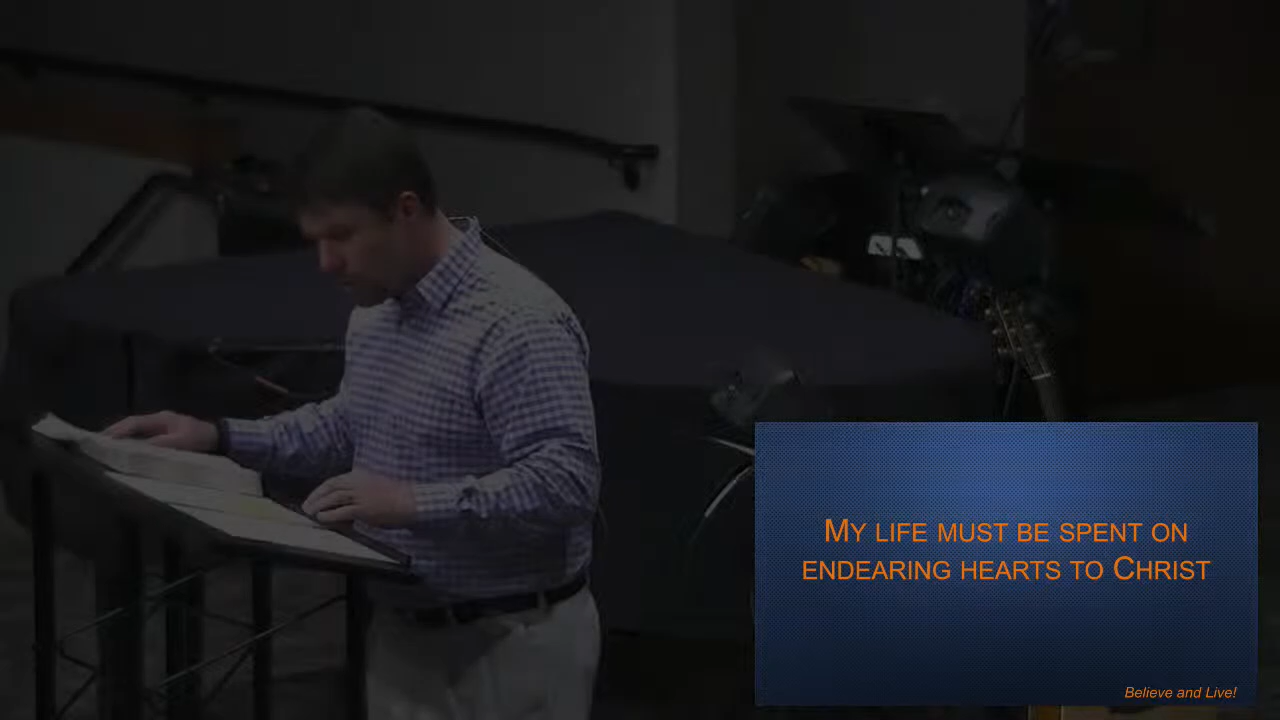 My life must be spent on
endearing hearts to Christ
Believe and Live!